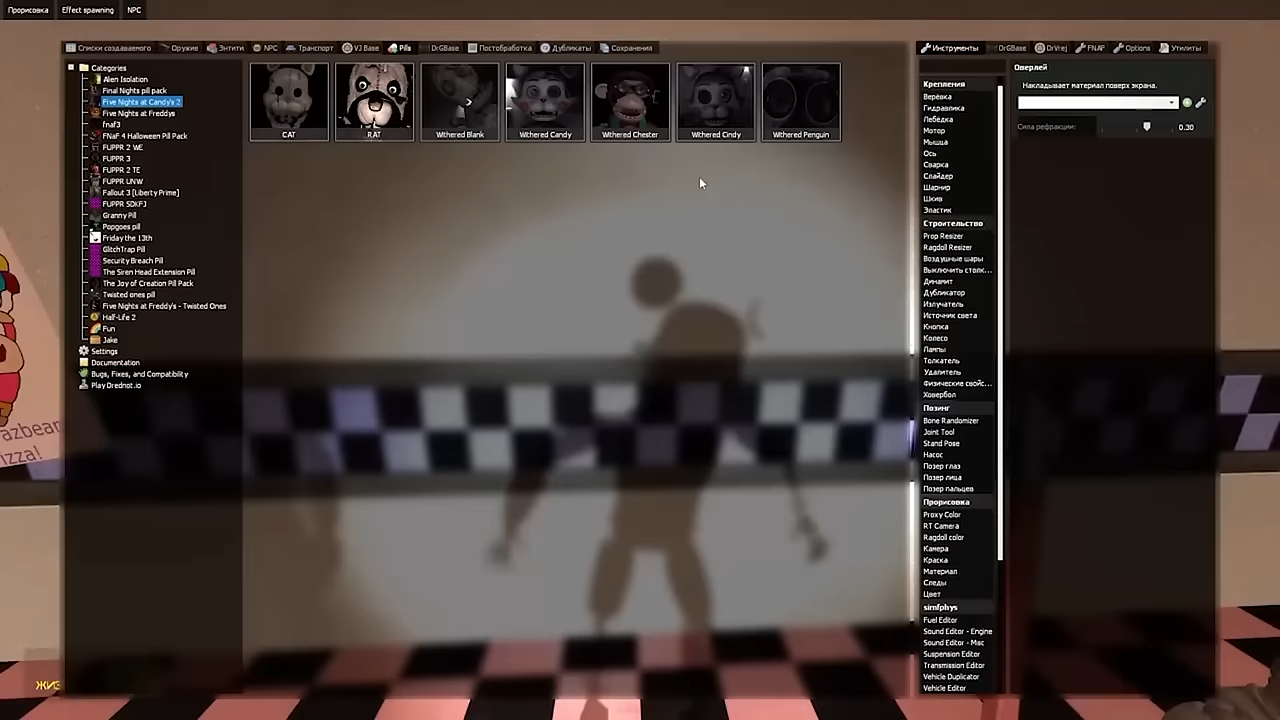 Прорисовка Effect spawning NPC
Списки создаваемого Оружие Энтити NPC Транспорт VJ Base Pills DrGBase Постобработка Дубликаты Сохранения
Categories
Alien Isolation
Final Nights pill pack
Five Nights at Candy's 2
Five Nights at Freddys
fnaf3
FNAF 4 Halloween Pill Pack
FUPPR 2 WE
FUPPR 3
FUPPR 2 TE
FUPPR UNW
Fallout 3 [Liberty Prime]
FUPPR SDKFJ
Granny Pill
Popgoes pill
Friday the 13th
GlitchTrap Pill
Security Breach Pill
The Siren Head Extension Pill
The Joy of Creation Pill Pack
Twisted ones pill
Five Nights at Freddy's - Twisted Ones
Half-Life 2
Fun
Jake
Settings
Documentation
Bugs, Fixes, and Compatibility
Play Drednot.io
CAT RAT Withered Blank Withered Candy Withered Chester Withered Cindy Withered Penguin
Инструменты DrGBase DrVrej FNAF Options Утилиты
Крепления
Верёвка
Гидравлика
Лебёдка
Мотор
Мышца
Ось
Сварка
Слайдер
Шарнир
Шкив
Эластик
Строительство
Prop Resizer
Ragdoll Resizer
Воздушные шары
Выключить столк...
Динамит
Дубликатор
Излучатель
Источник света
Кнопка
Колесо
Лампы
Толкатель
Удалитель
Физические свойс...
Ховербол
Позинг
Bone Randomizer
Joint Tool
Stand Pose
Насос
Позер глаз
Позер лица
Позер пальцев
Прорисовка
Proxy Color
RT Camera
Ragdoll color
Камера
Краска
Материал
Следы
Цвет
simfphys
Fuel Editor
Sound Editor - Engine
Sound Editor - Misc
Suspension Editor
Transmission Editor
Vehicle Duplicator
Vehicle Editor
Оверлей
Накладывает материал поверх экрана.
Сила рефракции: 0.30
azbear
izza!